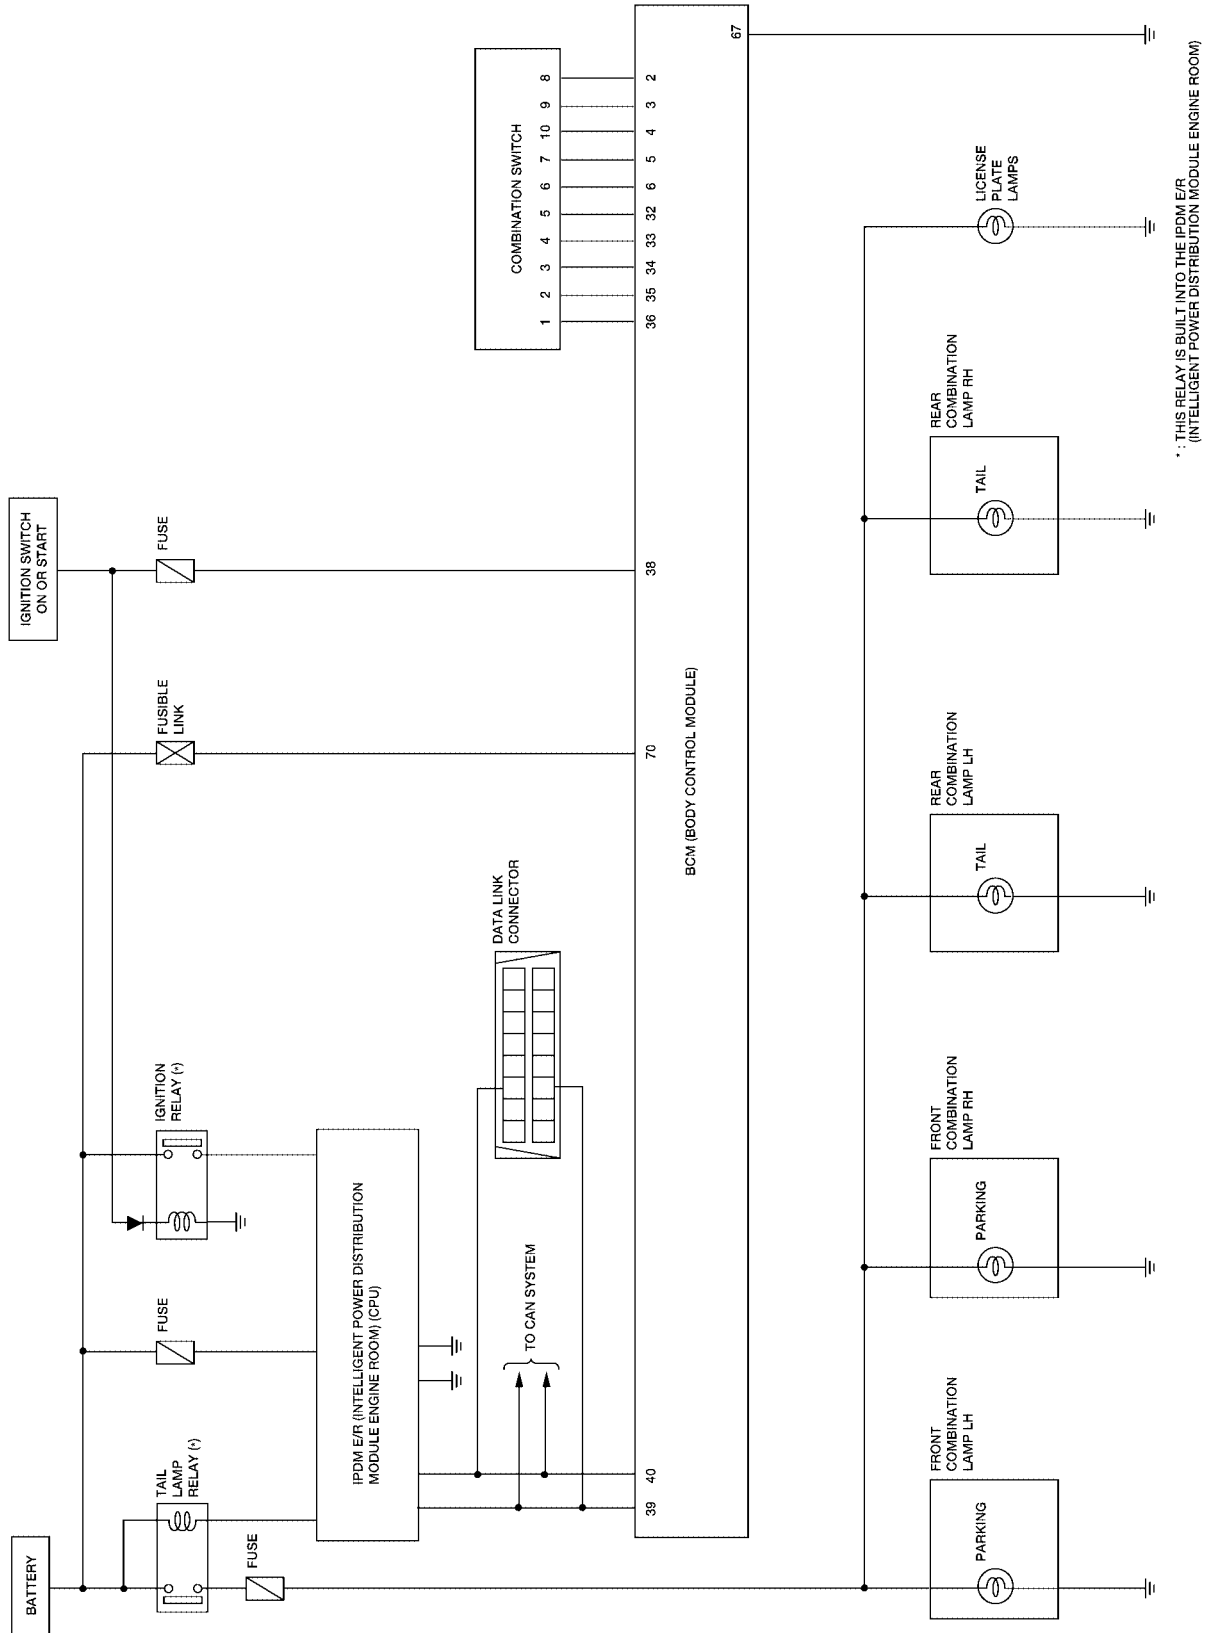 BATTERY
TAIL
LAMP
RELAY (*)
FUSE
FUSE
IGNITION
RELAY (*)
FUSIBLE
LINK
IGNITION SWITCH
ON OR START
FUSE
IPDM E/R (INTELLIGENT POWER DISTRIBUTION
MODULE ENGINE ROOM) (CPU)
TO CAN SYSTEM
DATA LINK
CONNECTOR
COMBINATION SWITCH
1 2 3 4 5 6 7 10 9 8
39 40 70 38 36 35 34 33 32 6 5 4 3 2
67
BCM (BODY CONTROL MODULE)
FRONT
COMBINATION
LAMP LH
PARKING
FRONT
COMBINATION
LAMP RH
PARKING
REAR
COMBINATION
LAMP LH
TAIL
REAR
COMBINATION
LAMP RH
TAIL
LICENSE
PLATE
LAMPS
* : THIS RELAY IS BUILT INTO THE IPDM E/R
(INTELLIGENT POWER DISTRIBUTION MODULE ENGINE ROOM)